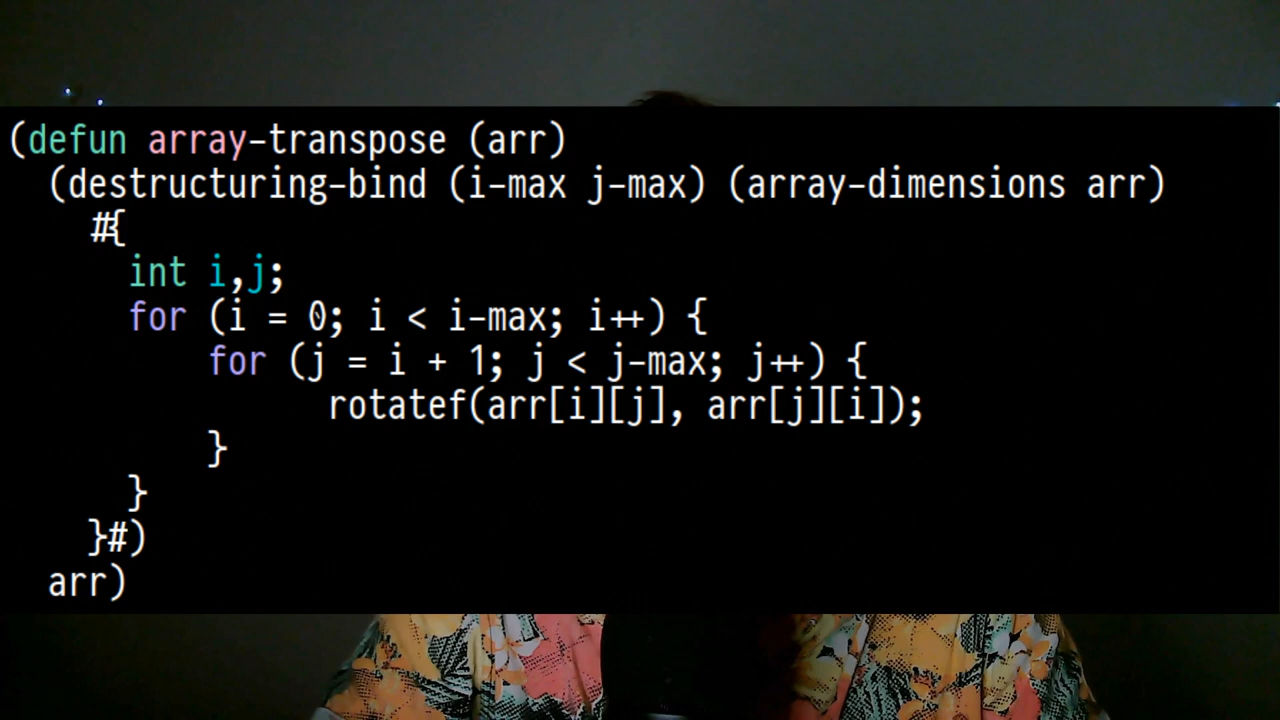 (defun array-transpose (arr)
  (destructuring-bind (i-max j-max) (array-dimensions arr)
    #{
      int i,j;
      for (i = 0; i < i-max; i++) {
          for (j = i + 1; j < j-max; j++) {
                rotatef(arr[i][j], arr[j][i]);
          }
      }
    }#)
  arr)